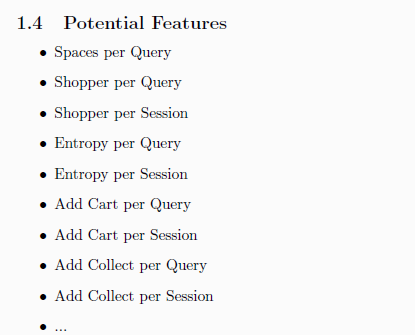 1.4 Potential Features
• Spaces per Query
• Shopper per Query
• Shopper per Session
• Entropy per Query
• Entropy per Session
• Add Cart per Query
• Add Cart per Session
• Add Collect per Query
• Add Collect per Session
• ...